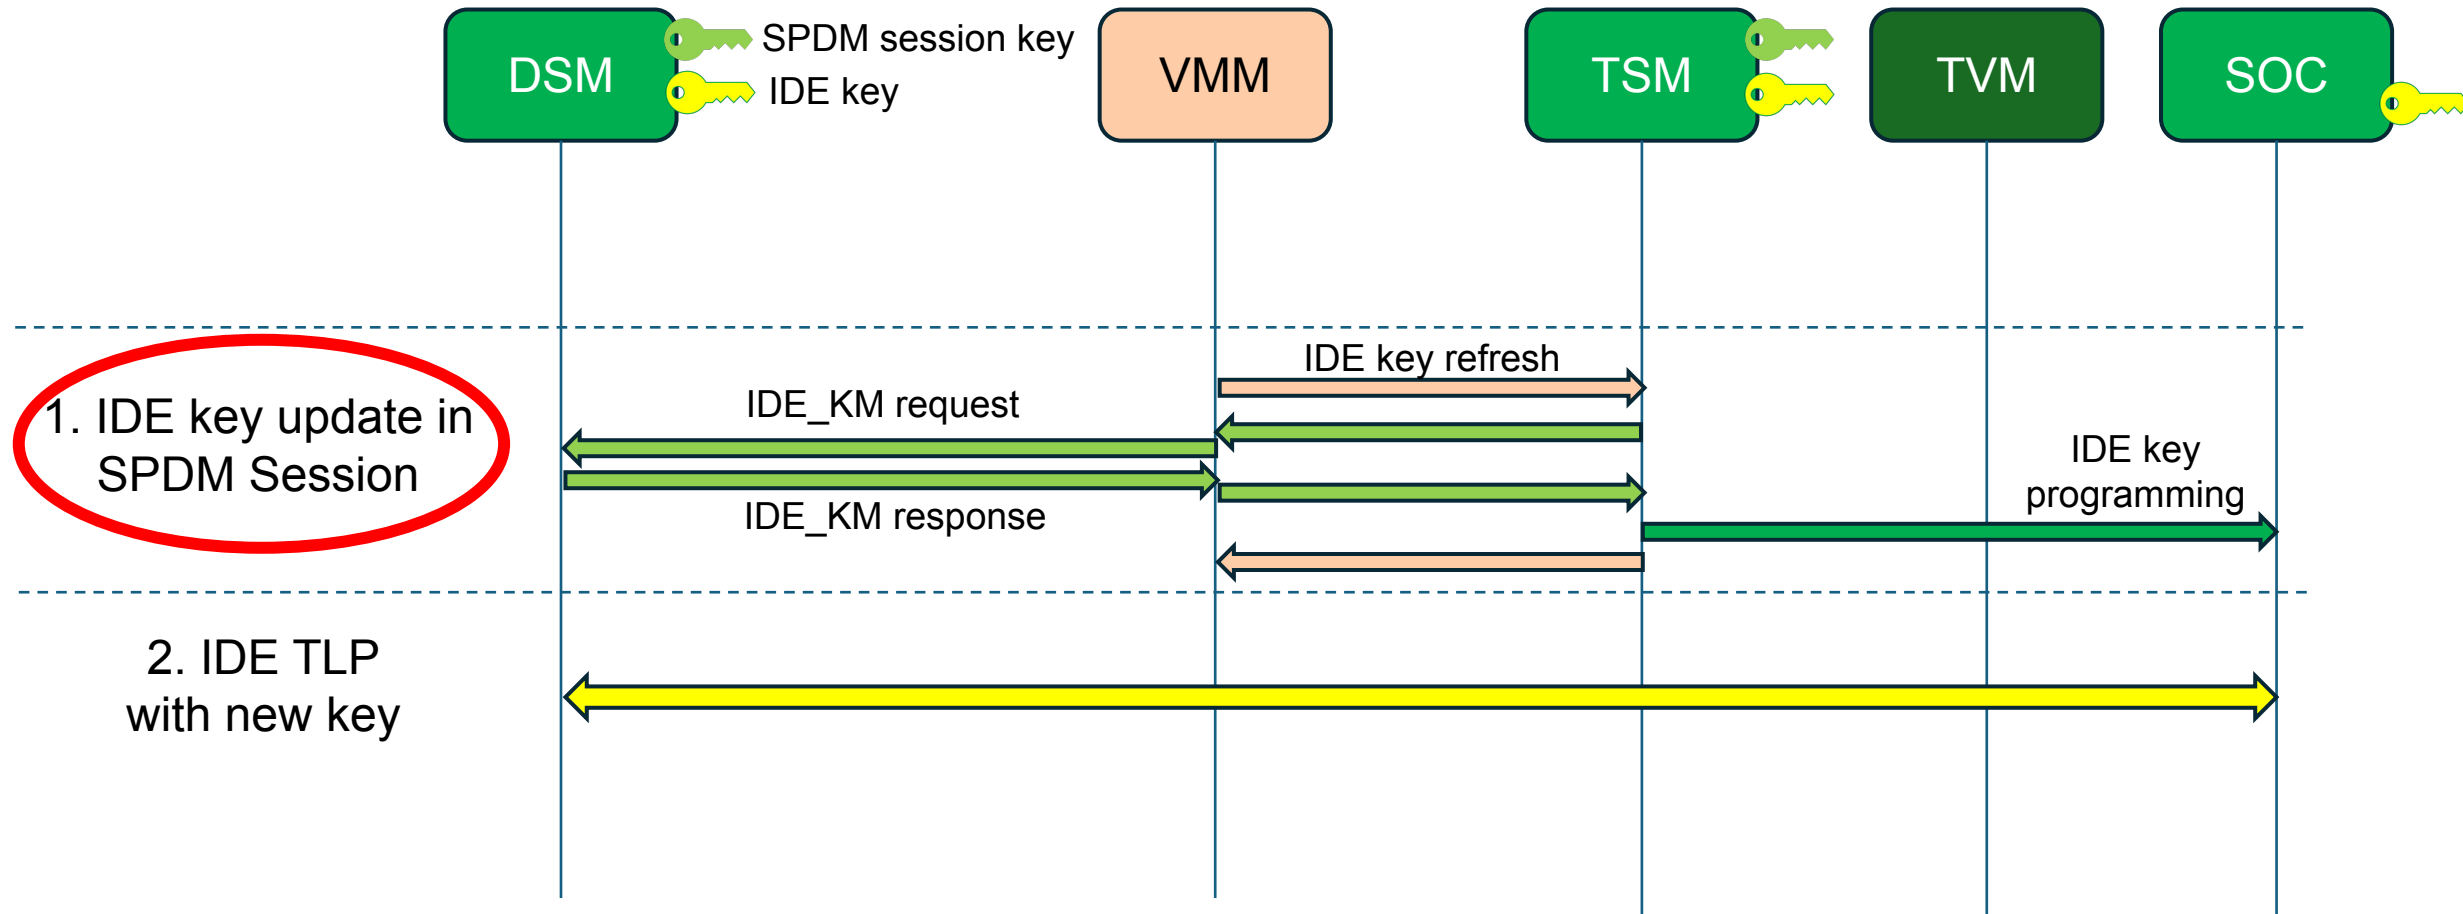 DSM
SPDM session key
IDE key
VMM
TSM
TVM
SOC
1. IDE key update in
SPDM Session
IDE key refresh
IDE_KM request
IDE_KM response
IDE key
programming
2. IDE TLP
with new key